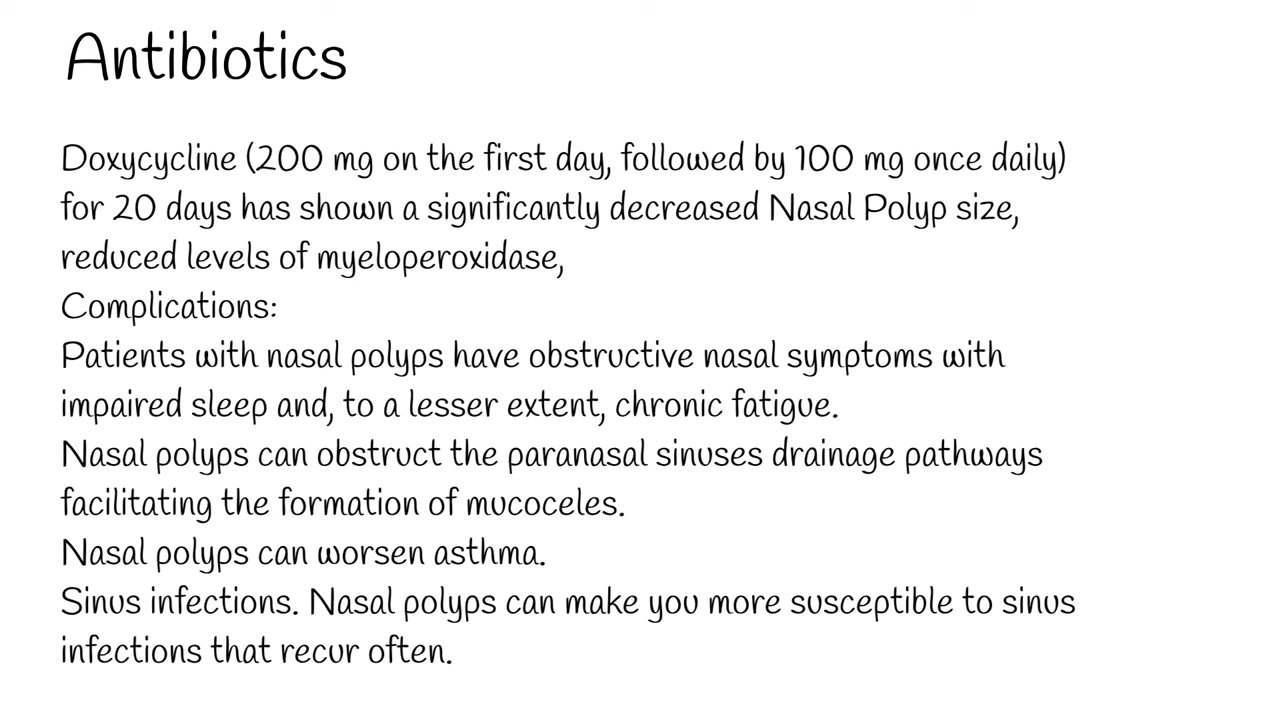 Antibiotics
Doxycycline (200 mg on the first day, followed by 100 mg once daily)
for 20 days has shown a significantly decreased Nasal Polyp size,
reduced levels of myeloperoxidase,
Complications:
Patients with nasal polyps have obstructive nasal symptoms with
impaired sleep and, to a lesser extent, chronic fatigue.
Nasal polyps can obstruct the paranasal sinuses drainage pathways
facilitating the formation of mucoceles.
Nasal polyps can worsen asthma.
Sinus infections. Nasal polyps can make you more susceptible to sinus
infections that recur often.